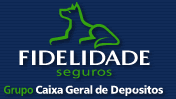 FIDELIDADE
seguros
Grupo Caixa Geral de Depositos